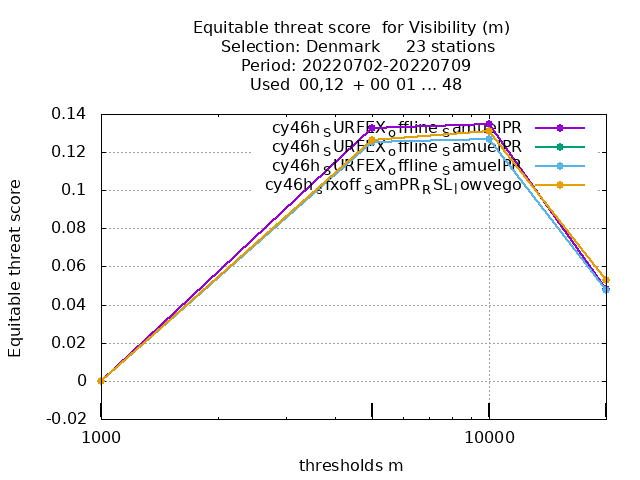 Equitable threat score  for Visibility (m)
Selection: Denmark     23 stations
Period: 20220702-20220709
Used  00,12  + 00 01 ... 48
cy46h_SURFEX_offline_SamuelPR
cy46h_SURFEX_offline_SamuelPR
cy46h_SURFEX_offline_SamuelPR
cy46h_Srfxoff_SamPR_RSL_lowvego
Equitable threat score
0.14
0.12
0.1
0.08
0.06
0.04
0.02
0
-0.02
1000
10000
thresholds m